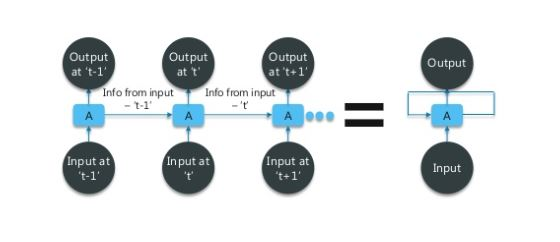 Output
at 't-1'
Output
at 't'
Output
at 't+1'
Output
Info from input
– 't-1'
Info from input
– 't'
A
A
A
A
Input at
't-1'
Input at
't'
Input at
't+1'
Input